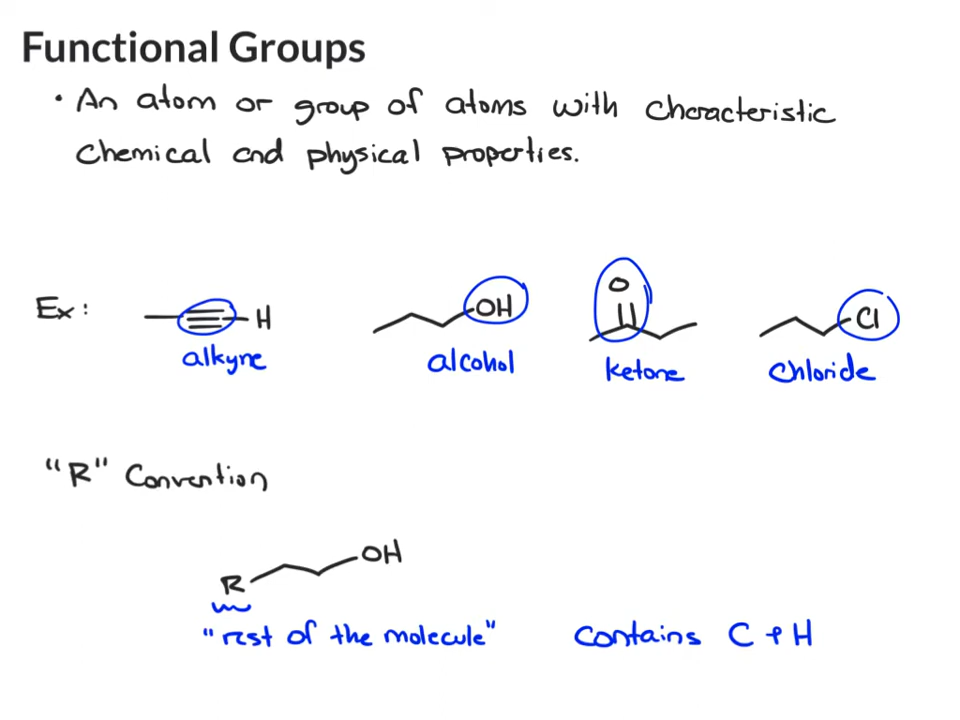 Functional Groups
• An atom or group of atoms with characteristic
chemical and physical properties.
Ex: H OH O Cl
alkyne alcohol ketone chloride
"R" Convention
R OH
"rest of the molecule" contains C + H